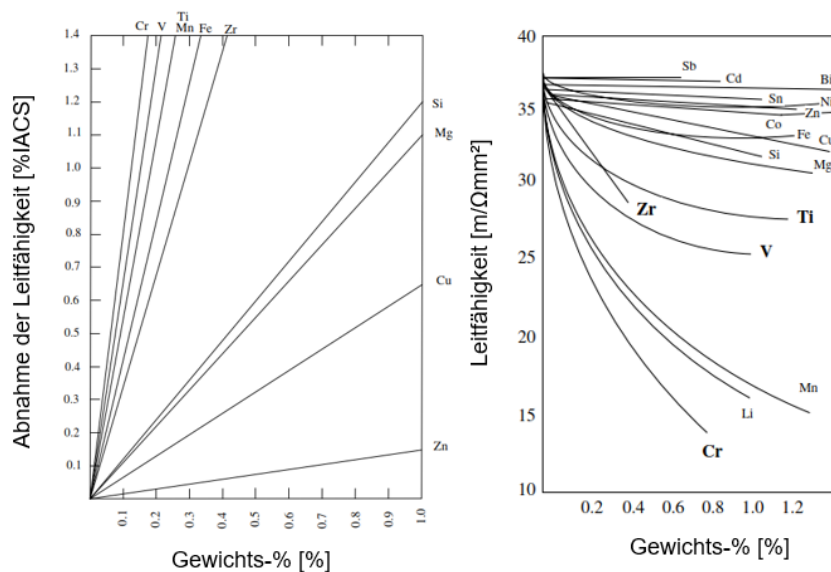 Ti
Cr V Mn Fe Zr
1.4
1.3
1.2
1.1
1.0
0.9
0.8
0.7
0.6
0.5
0.4
0.3
0.2
0.1
Si
Mg
Cu
Zn
0.1 0.2 0.3 0.4 0.5 0.6 0.7 0.8 0.9 1.0
Abnahme der Leitfähigkeit [%IACS]
Gewichts-% [%]
40
35
30
25
20
15
10
Sb
Cd
Bi
Sn
Ni
Zn
Co
Fe
Cu
Si
Mg
Zr
Ti
V
Mn
Li
Cr
0.2 0.4 0.6 0.8 1.0 1.2
Leitfähigkeit [m/Ωmm²]
Gewichts-% [%]